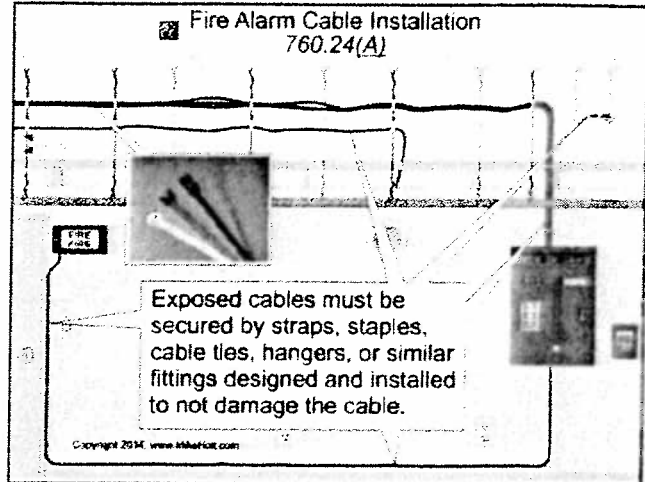 Fire Alarm Cable Installation
760.24(A)
FIRE
FIRE
Exposed cables must be
secured by straps, staples,
cable ties, hangers, or similar
fittings designed and installed
to not damage the cable.
Copyright 2014, www.MikeHolt.com